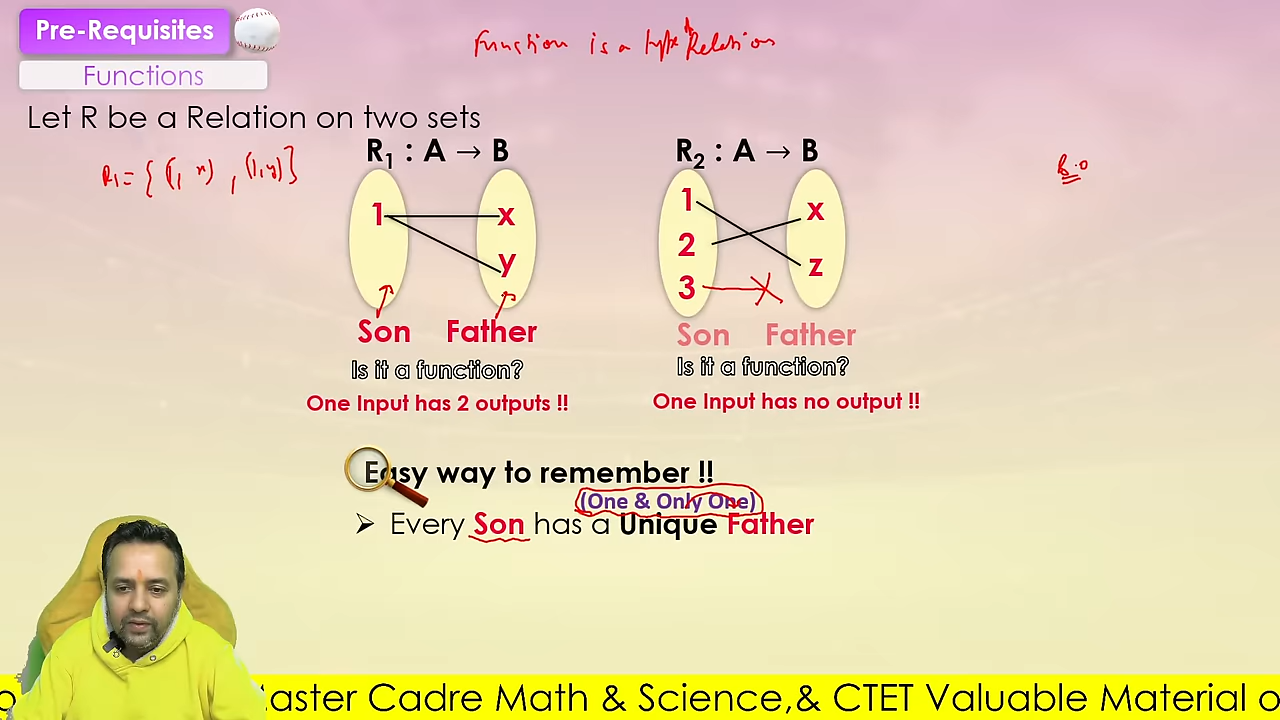 Pre-Requisites
Functions
Function is a type Relation
Let R be a Relation on two sets
R₁ : A → B
R₂ : A → B
R₁ = { (1, x) , (1,y)}
1
x
y
1
2
3
x
z
Son Father
Son Father
Is it a function?
Is it a function?
One Input has 2 outputs !!
One Input has no output !!
Easy way to remember !!
(One & Only One)
➢ Every Son has a Unique Father
Master Cadre Math & Science,& CTET Valuable Material o